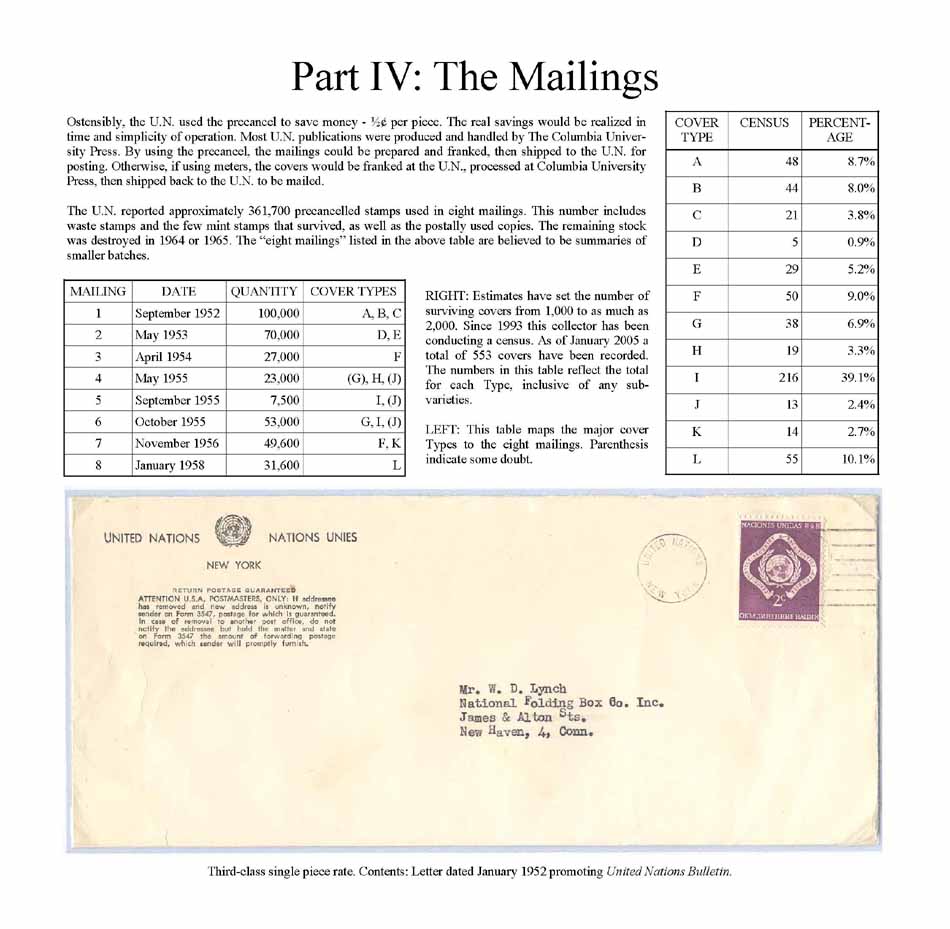 Part IV: The Mailings
Ostensibly, the U.N. used the precancel to save money - ½¢ per piece. The real savings would be realized in
time and simplicity of operation. Most U.N. publications were produced and handled by The Columbia Univer-
sity Press. By using the precancel, the mailings could be prepared and franked, then shipped to the U.N. for
posting. Otherwise, if using meters, the covers would be franked at the U.N., processed at Columbia University
Press, then shipped back to the U.N. to be mailed.
The U.N. reported approximately 361,700 precancelled stamps used in eight mailings. This number includes
waste stamps and the few mint stamps that survived, as well as the postally used copies. The remaining stock
was destroyed in 1964 or 1965. The “eight mailings” listed in the above table are believed to be summaries of
smaller batches.
MAILING DATE QUANTITY COVER TYPES
1 September 1952 100,000 A, B, C
2 May 1953 70,000 D, E
3 April 1954 27,000 F
4 May 1955 23,000 (G), H, (J)
5 September 1955 7,500 I, (J)
6 October 1955 53,000 G, I, (J)
7 November 1956 49,600 F, K
8 January 1958 31,600 L
RIGHT: Estimates have set the number of
surviving covers from 1,000 to as much as
2,000. Since 1993 this collector has been
conducting a census. As of January 2005 a
total of 553 covers have been recorded.
The numbers in this table reflect the total
for each Type, inclusive of any sub-
varieties.
LEFT: This table maps the major cover
Types to the eight mailings. Parenthesis
indicate some doubt.
COVER TYPE CENSUS PERCENT-
AGE
A 48 8.7%
B 44 8.0%
C 21 3.8%
D 5 0.9%
E 29 5.2%
F 50 9.0%
G 38 6.9%
H 19 3.3%
I 216 39.1%
J 13 2.4%
K 14 2.7%
L 55 10.1%
UNITED NATIONS NATIONS UNIES
NEW YORK
RETURN POSTAGE GUARANTEED
ATTENTION U.S.A. POSTMASTERS, ONLY: If addressee
has removed and new address is unknown, notify
sender on Form 3547, postage for which is guaranteed.
In case of removal to another post office, do not
notify the addressee but hold the matter and state
on Form 3547 the amount of forwarding postage
required, which sender will promptly furnish.
UNITED NATIONS
NEW YORK
NACIONES UNIDAS
2c
Mr. W. D. Lynch
National Folding Box Co. Inc.
James & Alton Sts.
New Haven, 4, Conn.
Third-class single piece rate. Contents: Letter dated January 1952 promoting United Nations Bulletin.